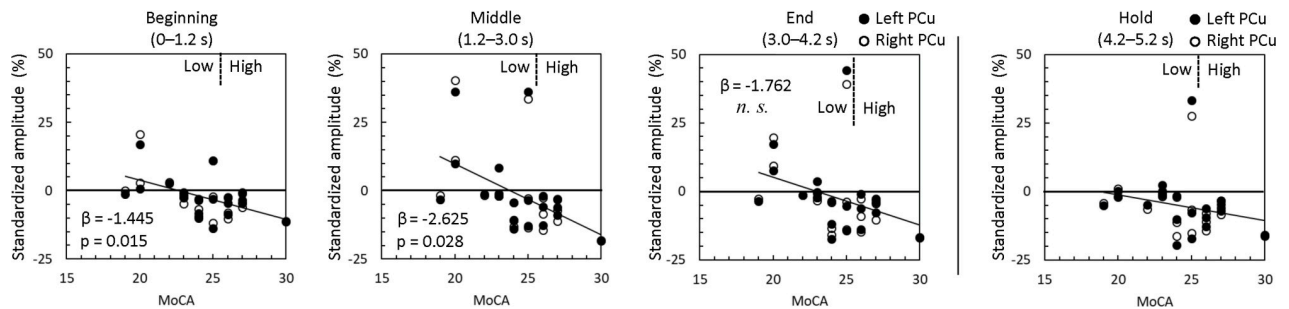 Beginning
(0–1.2 s)
Standardized amplitude (%)
50
25
0
-25
15
20
25
30
Low
High
β = -1.445
p = 0.015
MoCA
Middle
(1.2–3.0 s)
Standardized amplitude (%)
50
25
0
-25
15
20
25
30
Low
High
β = -2.625
p = 0.028
MoCA
End
(3.0–4.2 s)
Left PCu
Right PCu
Standardized amplitude (%)
50
25
0
-25
15
20
25
30
β = -1.762
n. s.
Low
High
MoCA
Hold
(4.2–5.2 s)
Left PCu
Right PCu
Standardized amplitude (%)
50
25
0
-25
15
20
25
30
Low
High
MoCA